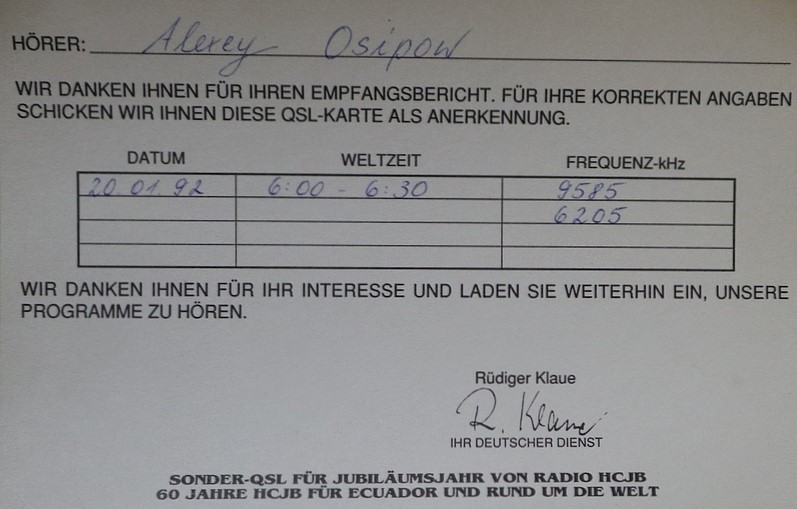 HÖRER: Alexey Osipow
WIR DANKEN IHNEN FÜR IHREN EMPFANGSBERICHT. FÜR IHRE KORREKTEN ANGABEN
SCHICKEN WIR IHNEN DIESE QSL-KARTE ALS ANERKENNUNG.
DATUM WELTZEIT FREQUENZ-kHz
20.01.92 6:00 - 6:30 9585
6205
WIR DANKEN IHNEN FÜR IHR INTERESSE UND LADEN SIE WEITERHIN EIN, UNSERE
PROGRAMME ZU HÖREN.
Rüdiger Klaue
R. Klaue
IHR DEUTSCHER DIENST
SONDER-QSL FÜR JUBILÄUMSJAHR VON RADIO HCJB
60 JAHRE HCJB FÜR ECUADOR UND RUND UM DIE WELT